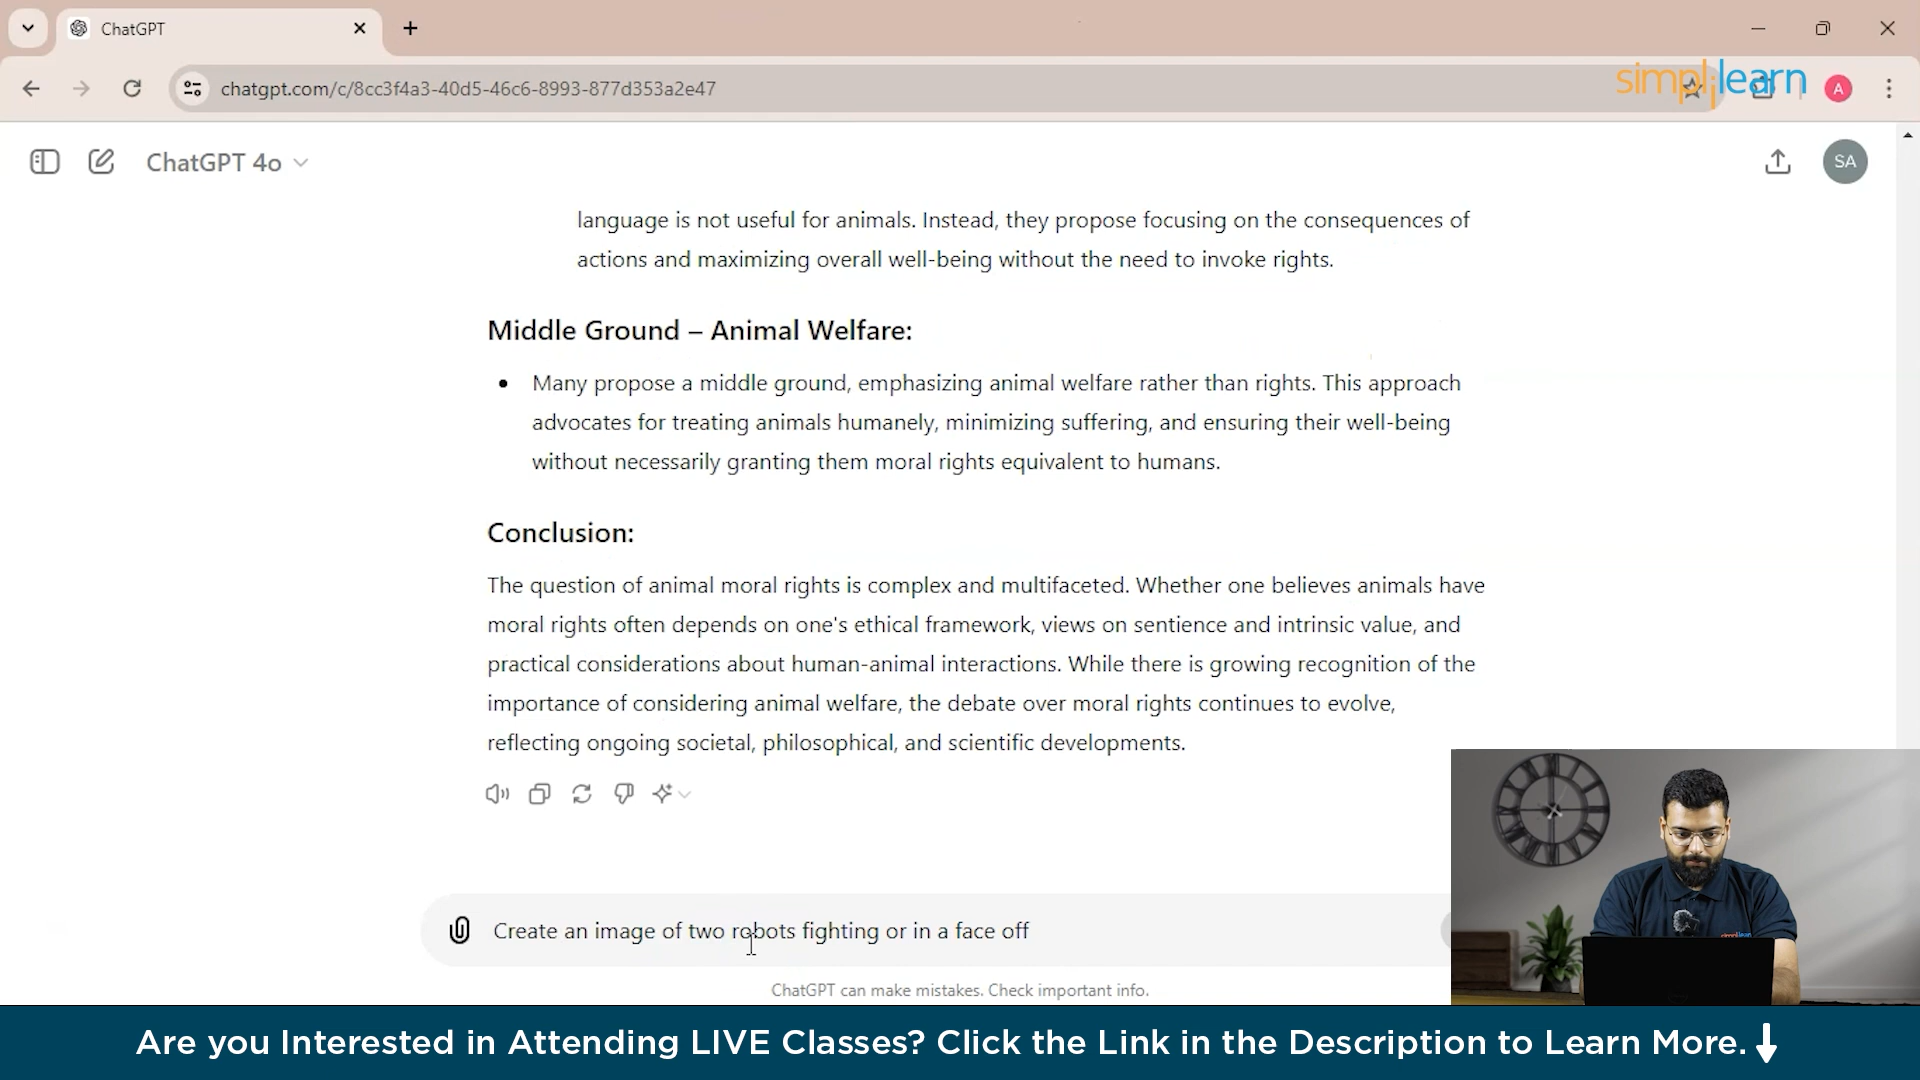 ChatGPT
chatgpt.com/c/8cc3f4a3-40d5-46c6-8993-877d353a2e47
simplilearn
A
ChatGPT 4o
SA
language is not useful for animals. Instead, they propose focusing on the consequences of
actions and maximizing overall well-being without the need to invoke rights.
Middle Ground – Animal Welfare:
• Many propose a middle ground, emphasizing animal welfare rather than rights. This approach
advocates for treating animals humanely, minimizing suffering, and ensuring their well-being
without necessarily granting them moral rights equivalent to humans.
Conclusion:
The question of animal moral rights is complex and multifaceted. Whether one believes animals have
moral rights often depends on one's ethical framework, views on sentience and intrinsic value, and
practical considerations about human-animal interactions. While there is growing recognition of the
importance of considering animal welfare, the debate over moral rights continues to evolve,
reflecting ongoing societal, philosophical, and scientific developments.
Create an image of two robots fighting or in a face off
simplilearn
ChatGPT can make mistakes. Check important info.
Are you Interested in Attending LIVE Classes? Click the Link in the Description to Learn More.